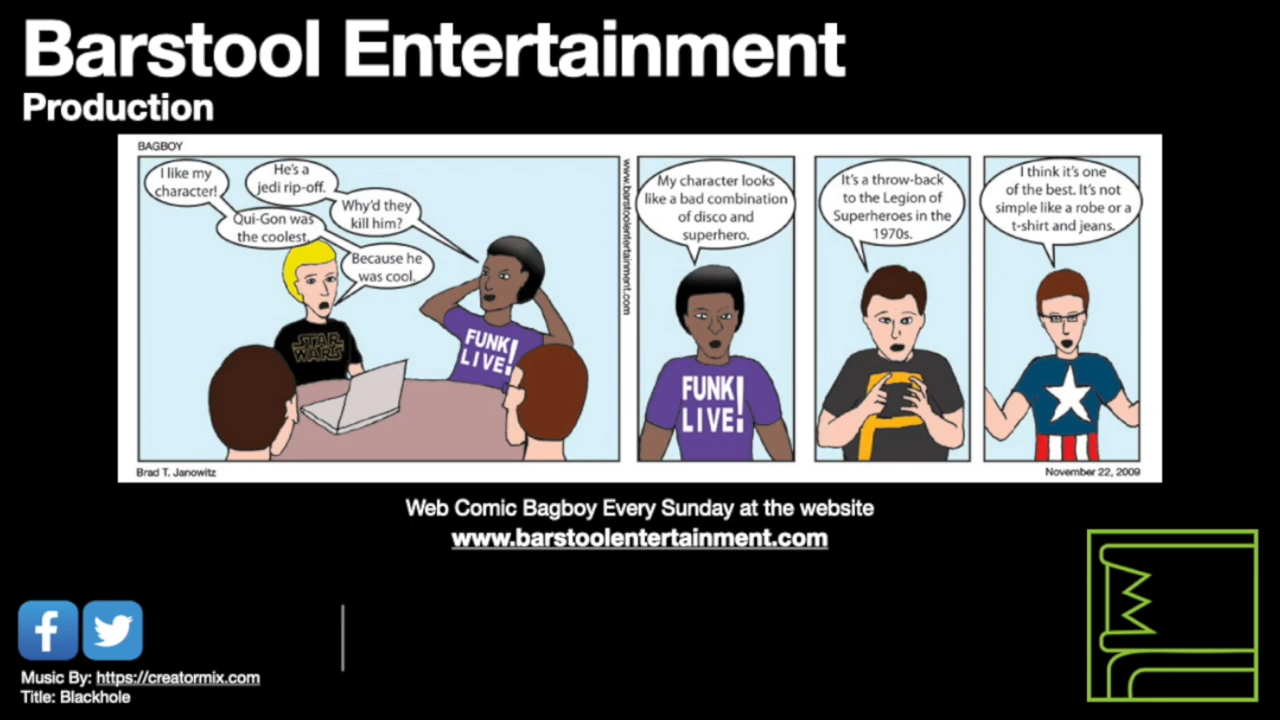 Barstool Entertainment
Production
BAGBOY
I like my
character!
He's a
jedi rip-off.
Qui-Gon was
the coolest.
Why'd they
kill him?
Because he
was cool.
STAR
WARS
FUNK
LIVE!
www.barstoolentertainment.com
My character looks
like a bad combination
of disco and
superhero.
FUNK
LIVE!
It's a throw-back
to the Legion of
Superheroes in the
1970s.
I think it's one
of the best. It's not
simple like a robe or a
t-shirt and jeans.
Brad T. Janowitz
November 22, 2009
Web Comic Bagboy Every Sunday at the website
www.barstoolentertainment.com
Music By: https://creatormix.com
Title: Blackhole